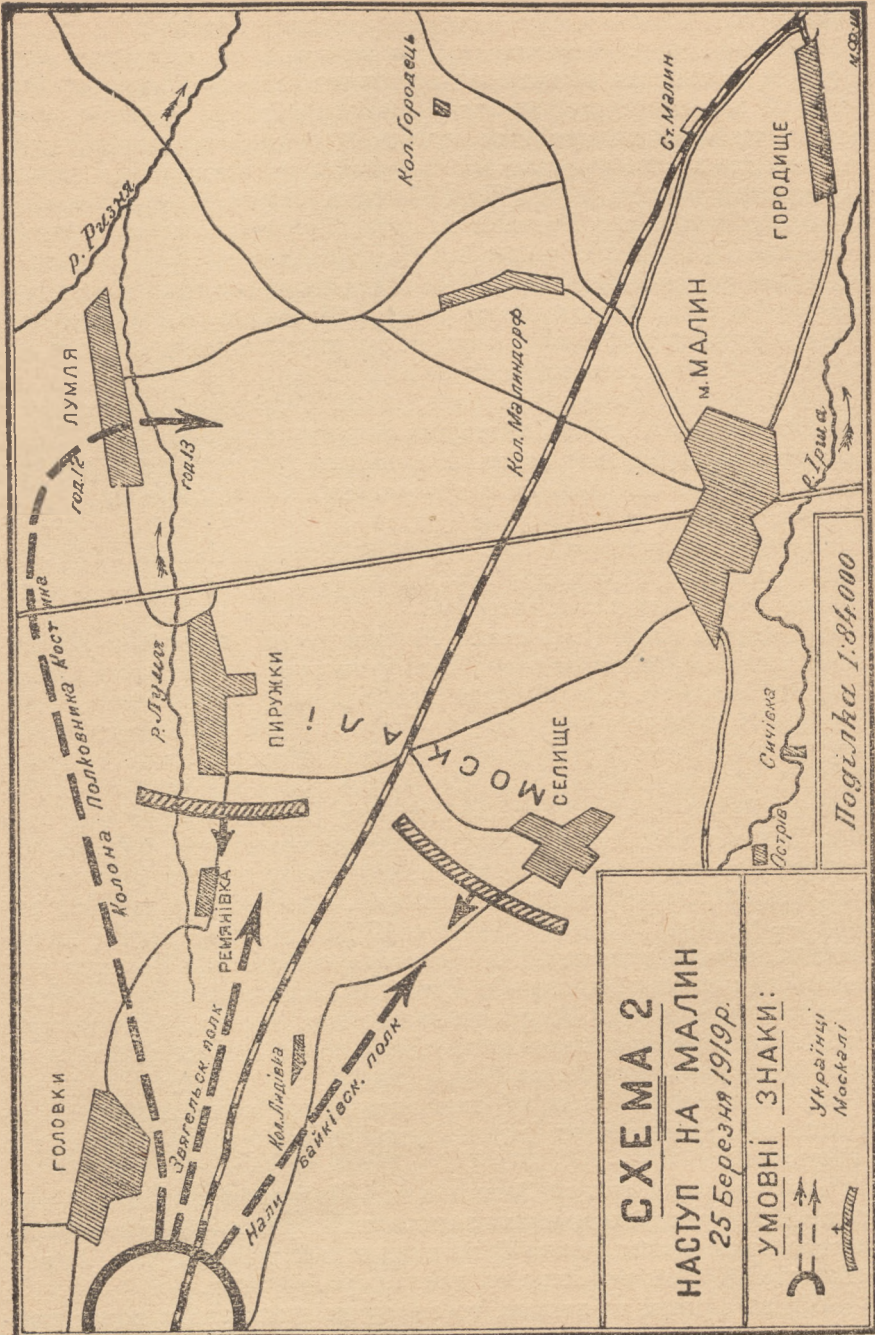 СХЕМА 2
НАСТУП НА МАЛИН
25 Березня 1919р.
УМОВНІ ЗНАКИ:
Українці
Москалі
Поділка 1:84.000
ГОЛОВКИ
Звягельск. полк
Кол. Лидівка
Наливайківск. полк
РЕМЯНІВКА
Колона Полковника Костина
р. Лумля
ПИРУЖКИ
МОСКАЛІ
СЕЛИЩЕ
Острів
Сичівка
год.12
год.13
ЛУМЛЯ
р. Ризня
Кол. Городець
Кол. Малиндорф
м. МАЛИН
р. Ірша
Ст. Малин
ГОРОДИЩЕ